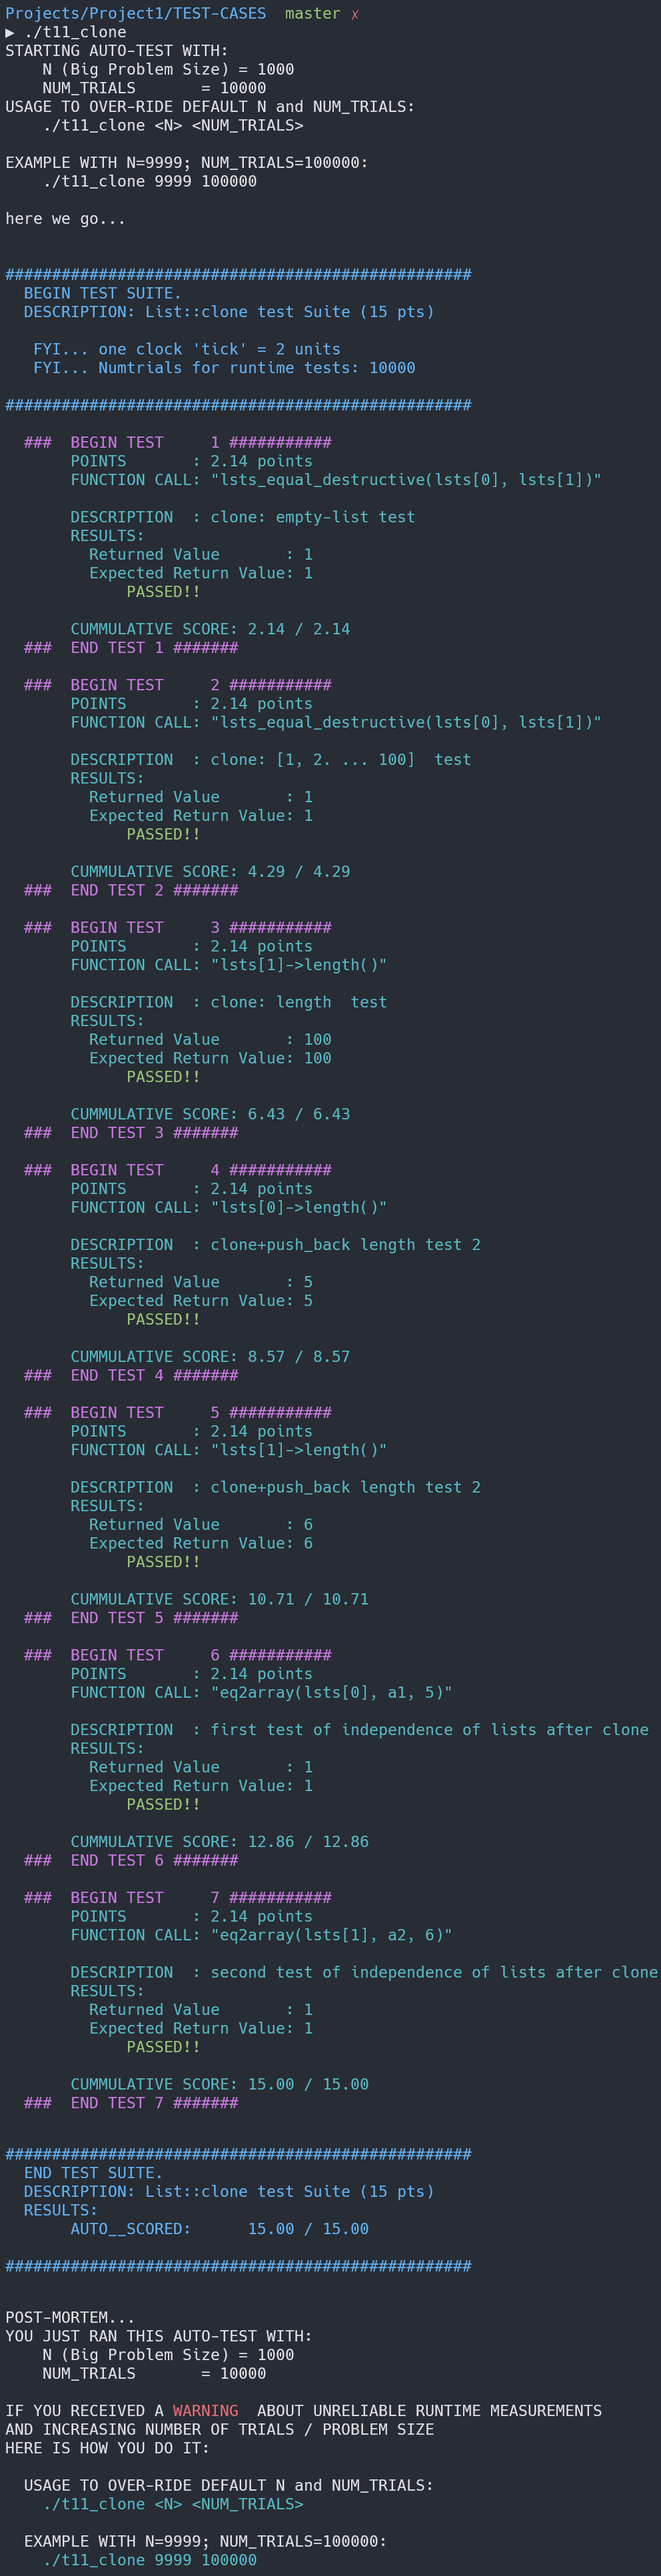 Projects/Project1/TEST-CASES  master ✗
▶ ./t11_clone
STARTING AUTO-TEST WITH:
    N (Big Problem Size) = 1000
    NUM_TRIALS       = 10000
USAGE TO OVER-RIDE DEFAULT N and NUM_TRIALS:
    ./t11_clone <N> <NUM_TRIALS>

EXAMPLE WITH N=9999; NUM_TRIALS=100000:
    ./t11_clone 9999 100000

here we go...


##################################################
  BEGIN TEST SUITE.
  DESCRIPTION: List::clone test Suite (15 pts)

   FYI... one clock 'tick' = 2 units
   FYI... Numtrials for runtime tests: 10000

##################################################

  ###  BEGIN TEST     1 ###########
       POINTS       : 2.14 points
       FUNCTION CALL: "lsts_equal_destructive(lsts[0], lsts[1])"

       DESCRIPTION  : clone: empty-list test
       RESULTS:
         Returned Value       : 1
         Expected Return Value: 1
             PASSED!!

       CUMMULATIVE SCORE: 2.14 / 2.14
  ###  END TEST 1 #######

  ###  BEGIN TEST     2 ###########
       POINTS       : 2.14 points
       FUNCTION CALL: "lsts_equal_destructive(lsts[0], lsts[1])"

       DESCRIPTION  : clone: [1, 2. ... 100]  test
       RESULTS:
         Returned Value       : 1
         Expected Return Value: 1
             PASSED!!

       CUMMULATIVE SCORE: 4.29 / 4.29
  ###  END TEST 2 #######

  ###  BEGIN TEST     3 ###########
       POINTS       : 2.14 points
       FUNCTION CALL: "lsts[1]->length()"

       DESCRIPTION  : clone: length  test
       RESULTS:
         Returned Value       : 100
         Expected Return Value: 100
             PASSED!!

       CUMMULATIVE SCORE: 6.43 / 6.43
  ###  END TEST 3 #######

  ###  BEGIN TEST     4 ###########
       POINTS       : 2.14 points
       FUNCTION CALL: "lsts[0]->length()"

       DESCRIPTION  : clone+push_back length test 2
       RESULTS:
         Returned Value       : 5
         Expected Return Value: 5
             PASSED!!

       CUMMULATIVE SCORE: 8.57 / 8.57
  ###  END TEST 4 #######

  ###  BEGIN TEST     5 ###########
       POINTS       : 2.14 points
       FUNCTION CALL: "lsts[1]->length()"

       DESCRIPTION  : clone+push_back length test 2
       RESULTS:
         Returned Value       : 6
         Expected Return Value: 6
             PASSED!!

       CUMMULATIVE SCORE: 10.71 / 10.71
  ###  END TEST 5 #######

  ###  BEGIN TEST     6 ###########
       POINTS       : 2.14 points
       FUNCTION CALL: "eq2array(lsts[0], a1, 5)"

       DESCRIPTION  : first test of independence of lists after clone
       RESULTS:
         Returned Value       : 1
         Expected Return Value: 1
             PASSED!!

       CUMMULATIVE SCORE: 12.86 / 12.86
  ###  END TEST 6 #######

  ###  BEGIN TEST     7 ###########
       POINTS       : 2.14 points
       FUNCTION CALL: "eq2array(lsts[1], a2, 6)"

       DESCRIPTION  : second test of independence of lists after clone
       RESULTS:
         Returned Value       : 1
         Expected Return Value: 1
             PASSED!!

       CUMMULATIVE SCORE: 15.00 / 15.00
  ###  END TEST 7 #######


##################################################
  END TEST SUITE.
  DESCRIPTION: List::clone test Suite (15 pts)
  RESULTS:
       AUTO__SCORED:      15.00 / 15.00

##################################################


POST-MORTEM...
YOU JUST RAN THIS AUTO-TEST WITH:
    N (Big Problem Size) = 1000
    NUM_TRIALS       = 10000

IF YOU RECEIVED A WARNING  ABOUT UNRELIABLE RUNTIME MEASUREMENTS
AND INCREASING NUMBER OF TRIALS / PROBLEM SIZE
HERE IS HOW YOU DO IT:

  USAGE TO OVER-RIDE DEFAULT N and NUM_TRIALS:
    ./t11_clone <N> <NUM_TRIALS>

  EXAMPLE WITH N=9999; NUM_TRIALS=100000:
    ./t11_clone 9999 100000